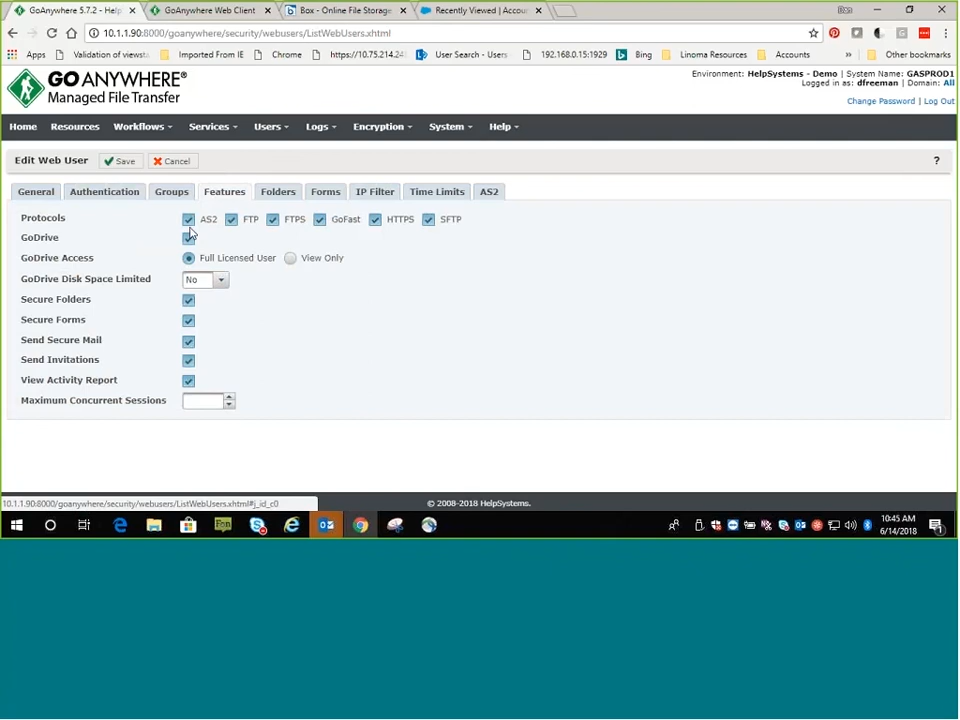 GoAnywhere 5.7.2 - Help
GoAnywhere Web Client
Box - Online File Storage
Recently Viewed | Accou
10.1.1.90:8000/goanywhere/security/webusers/ListWebUsers.xhtml
Apps
Validation of viewsta
Imported From IE
Chrome
https://10.75.214.24
User Search - Users
192.168.0.15:1929
Bing
Linoma Resources
Accounts
»
Other bookmarks
GOANYWHERE®
Managed File Transfer
Environment: HelpSystems - Demo | System Name: GASPROD1
Logged in as: dfreeman | Domain: All
Change Password | Log Out
Home
Resources
Workflows
Services
Users
Logs
Encryption
System
Help
Edit Web User
Save
Cancel
?
General
Authentication
Groups
Features
Folders
Forms
IP Filter
Time Limits
AS2
Protocols
AS2
FTP
FTPS
GoFast
HTTPS
SFTP
GoDrive
GoDrive Access
Full Licensed User
View Only
GoDrive Disk Space Limited
No
Secure Folders
Secure Forms
Send Secure Mail
Send Invitations
View Activity Report
Maximum Concurrent Sessions
10.1.1.90:8000/goanywhere/security/webusers/ListWebUsers.xhtml#j_id_c0
© 2008-2018 HelpSystems.
10:45 AM
6/14/2018